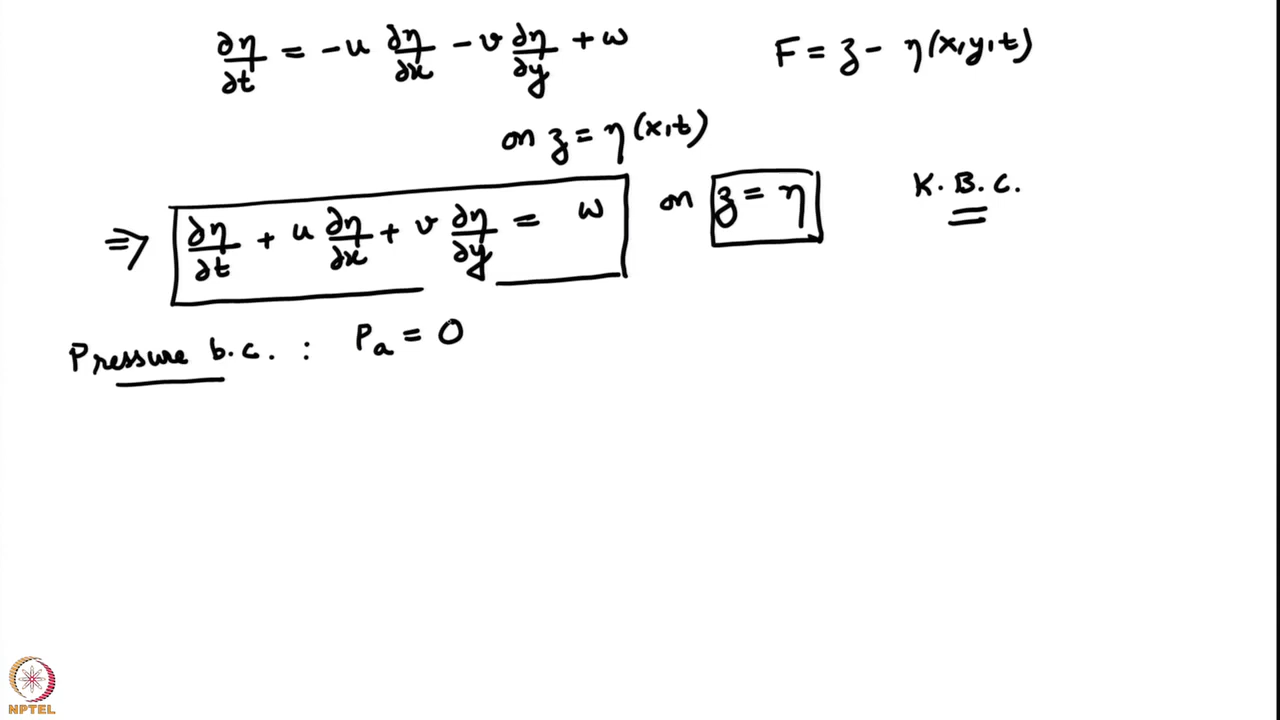 ∂η/∂t = -u ∂η/∂x - v ∂η/∂y + w F = z - η(x,y,t)
on z = η(x,t)
⇒ ∂η/∂t + u ∂η/∂x + v ∂η/∂y = w on z = η K.B.C.
Pressure b.c. : Pa = 0
NPTEL